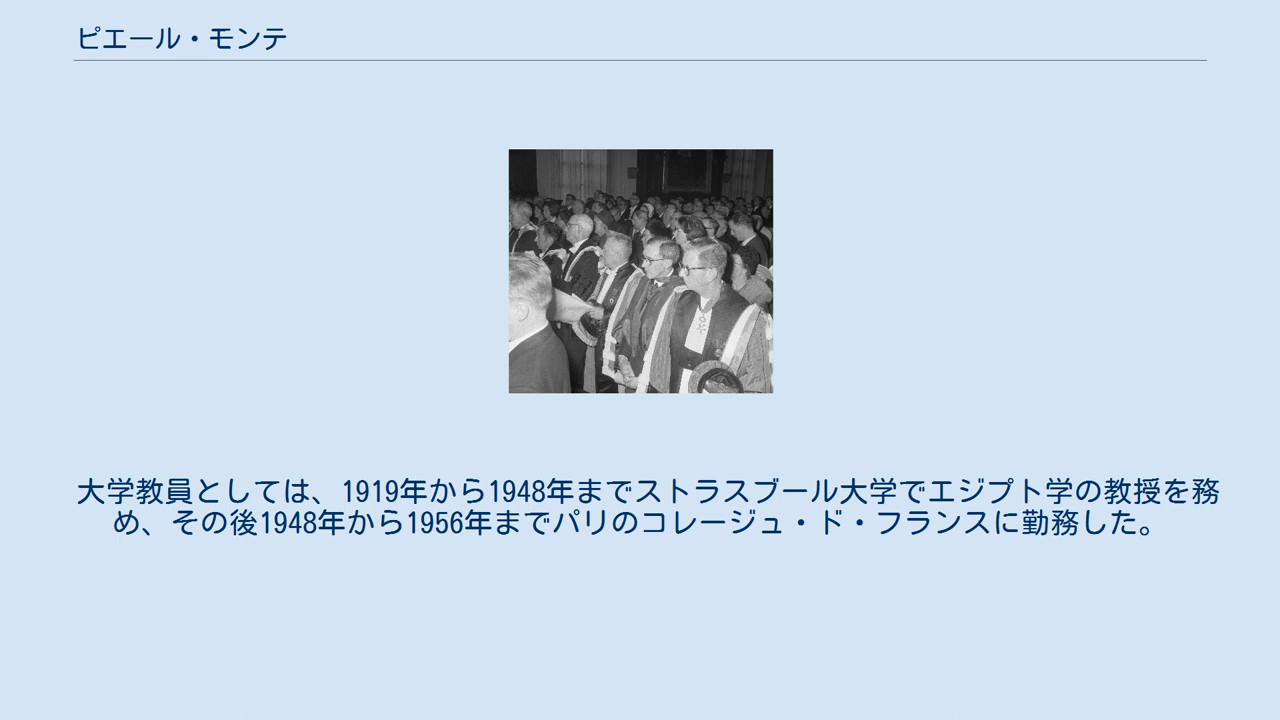 ピエール・モンテ
大学教員としては、1919年から1948年までストラスブール大学でエジプト学の教授を務
め、その後1948年から1956年までパリのコレージュ・ド・フランスに勤務した。